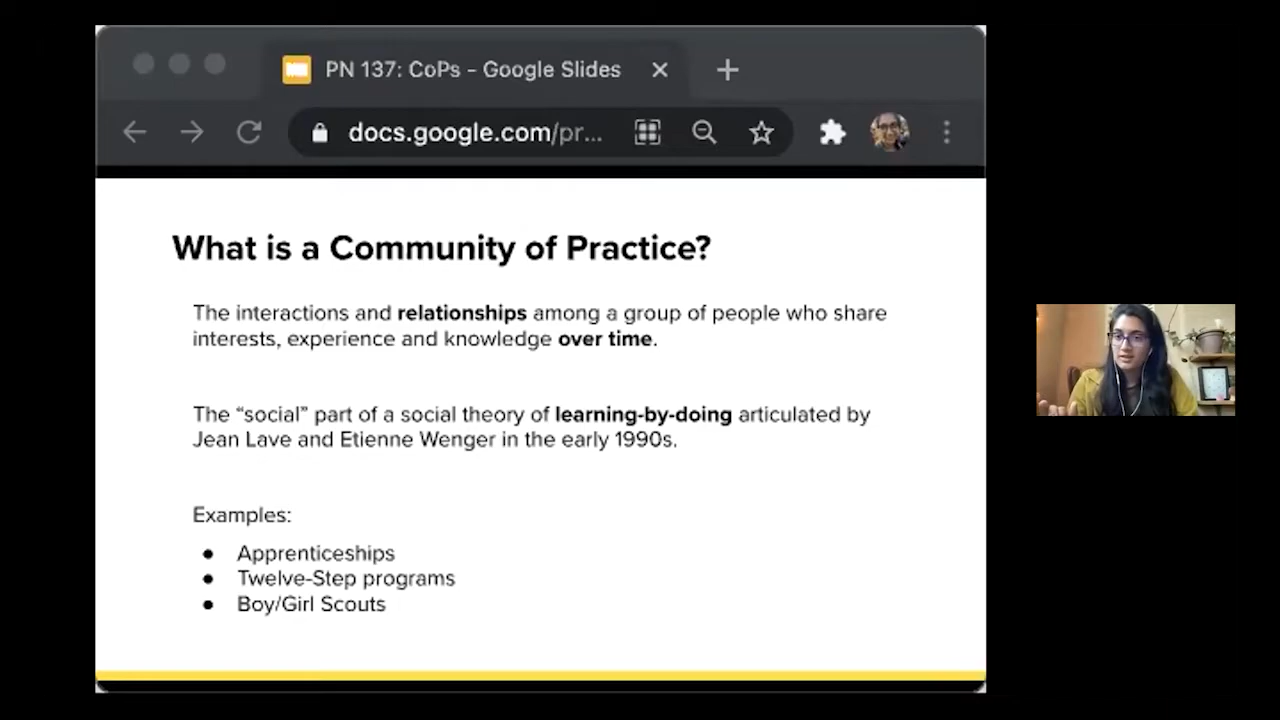 PN 137: CoPs - Google Slides
docs.google.com/pr...
What is a Community of Practice?
The interactions and relationships among a group of people who share
interests, experience and knowledge over time.
The “social” part of a social theory of learning-by-doing articulated by
Jean Lave and Etienne Wenger in the early 1990s.
Examples:
● Apprenticeships
● Twelve-Step programs
● Boy/Girl Scouts